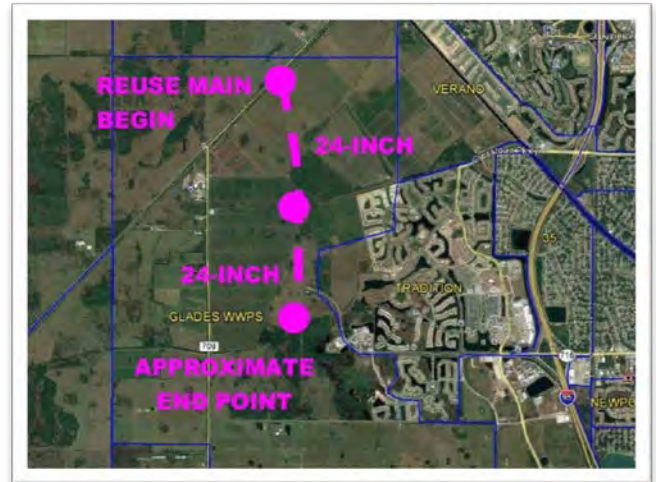 REUSE MAIN
BEGIN
VERANO
24-INCH
35
24-INCH
TRADITION
GLADES WWPS
709
APPROXIMATE
END POINT
NEWPO